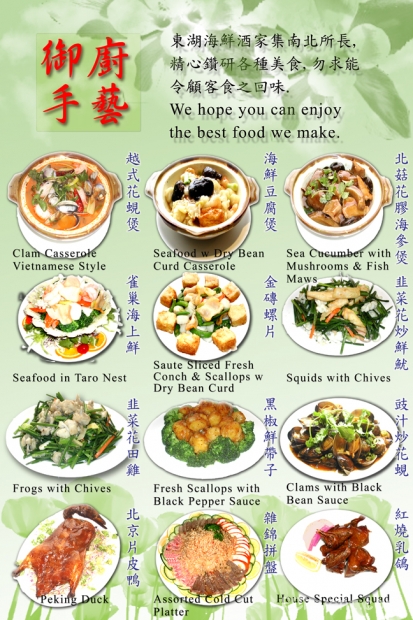 御廚
手藝
東湖海鮮酒家集南北所長,
精心鑽研各種美食,勿求能
令顧客食之回味.
We hope you can enjoy
the best food we make.
越式花蜆煲
Clam Casserole
Vietnamese Style
海鮮豆腐煲
Seafood w Dry Bean
Curd Casserole
北菇花膠海參煲
Sea Cucumber with
Mushrooms & Fish
Maws
雀巢海上鮮
Seafood in Taro Nest
金磚螺片
Saute Sliced Fresh
Conch & Scallops w
Dry Bean Curd
韭菜花炒鮮魷
Squids with Chives
韭菜花田雞
Frogs with Chives
黑椒鮮帶子
Fresh Scallops with
Black Pepper Sauce
豉汁炒花蜆
Clams with Black
Bean Sauce
北京片皮鴨
Peking Duck
雜錦拼盤
Assorted Cold Cut
Platter
紅燒乳鴿
House Special Squad